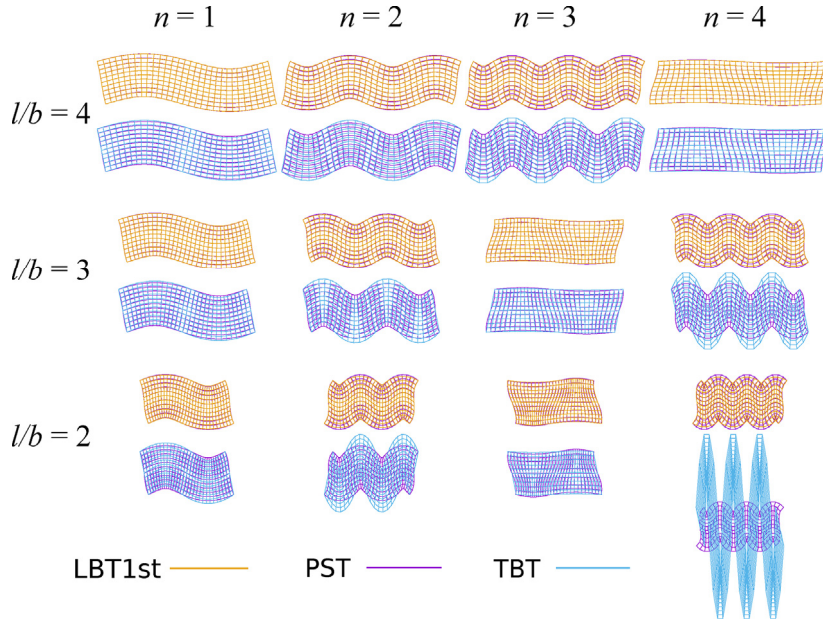 n = 1 n = 2 n = 3 n = 4
l/b = 4
l/b = 3
l/b = 2
LBT1st PST TBT